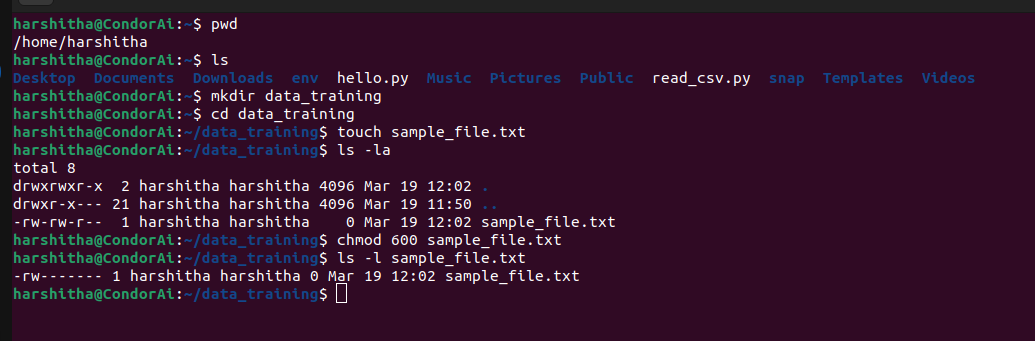 harshitha@CondorAi:~$ pwd
/home/harshitha
harshitha@CondorAi:~$ ls
Desktop  Documents  Downloads  env  hello.py  Music  Pictures  Public  read_csv.py  snap  Templates  Videos
harshitha@CondorAi:~$ mkdir data_training
harshitha@CondorAi:~$ cd data_training
harshitha@CondorAi:~/data_training$ touch sample_file.txt
harshitha@CondorAi:~/data_training$ ls -la
total 8
drwxrwxr-x  2 harshitha harshitha 4096 Mar 19 12:02 .
drwxr-x--- 21 harshitha harshitha 4096 Mar 19 11:50 ..
-rw-rw-r--  1 harshitha harshitha    0 Mar 19 12:02 sample_file.txt
harshitha@CondorAi:~/data_training$ chmod 600 sample_file.txt
harshitha@CondorAi:~/data_training$ ls -l sample_file.txt
-rw------- 1 harshitha harshitha 0 Mar 19 12:02 sample_file.txt
harshitha@CondorAi:~/data_training$